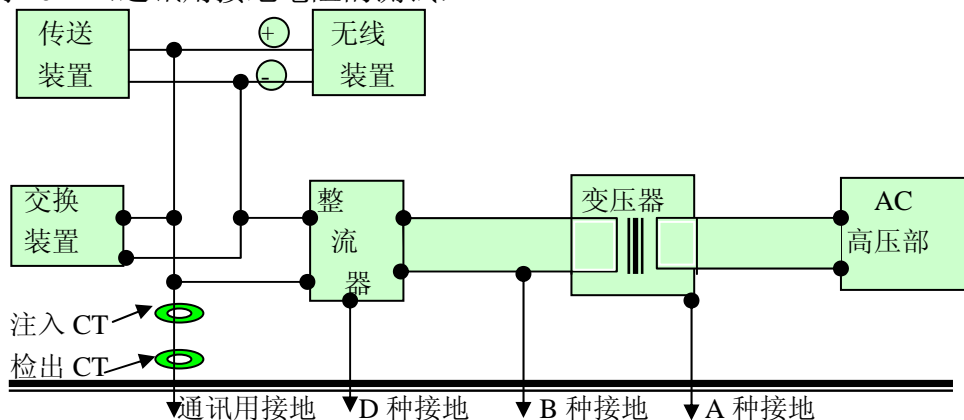 传送
装置
+
-
无线
装置
交换
装置
整
流
器
变压器
AC
高压部
注入 CT
检出 CT
通讯用接地
D 种接地
B 种接地
A 种接地